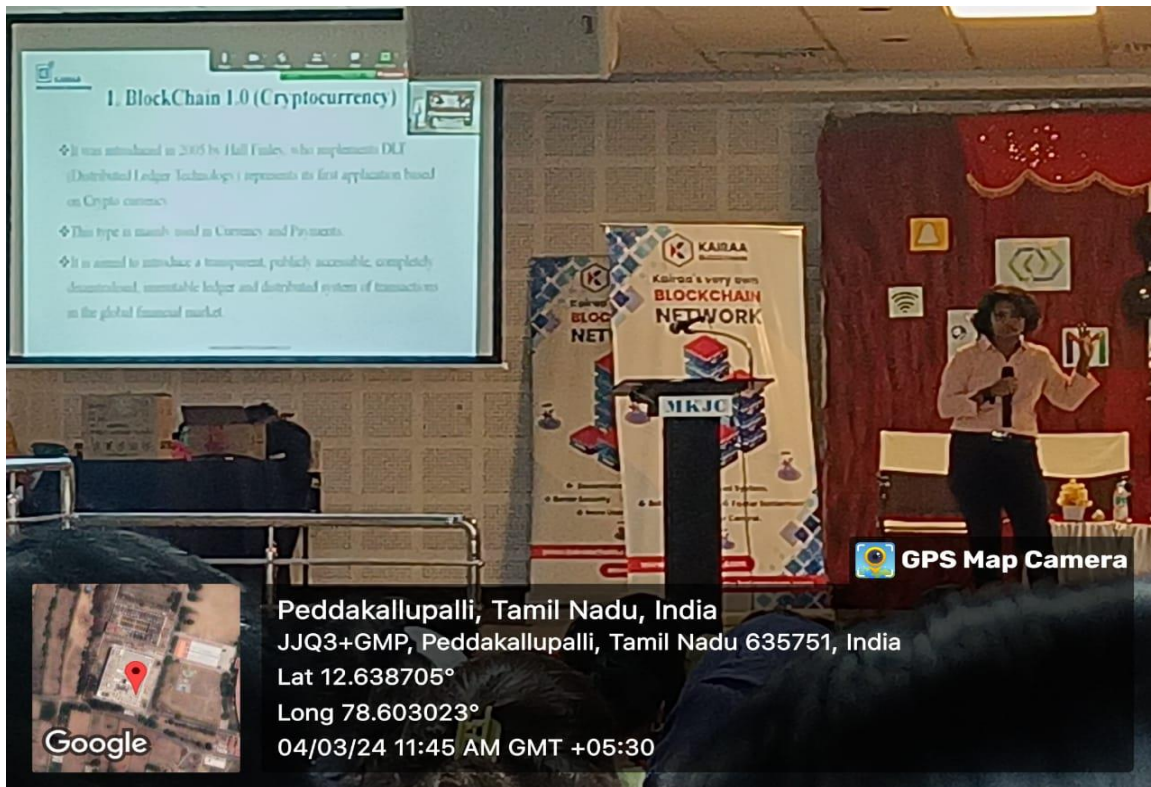 KAIRAA
1. BlockChain 1.0 (Cryptocurrency)
❖It was introduced in 2005 by Hall Finley, who implements DLT
(Distributed Ledger Technology) represents its first application based
on Crypto currency.
❖This type is mainly used in Currency and Payments.
❖It is aimed to introduce a transparent, publicly accessible, completely
decentralised, immutable ledger and distributed system of transactions
in the global financial market.
KAIRAA
Kairaa's very own
BLOCKCHAIN
NETWORK
Kairaa'
BLOC
NET
MKJC
GPS Map Camera
Peddakallupalli, Tamil Nadu, India
JJQ3+GMP, Peddakallupalli, Tamil Nadu 635751, India
Lat 12.638705°
Long 78.603023°
04/03/24 11:45 AM GMT +05:30
Google